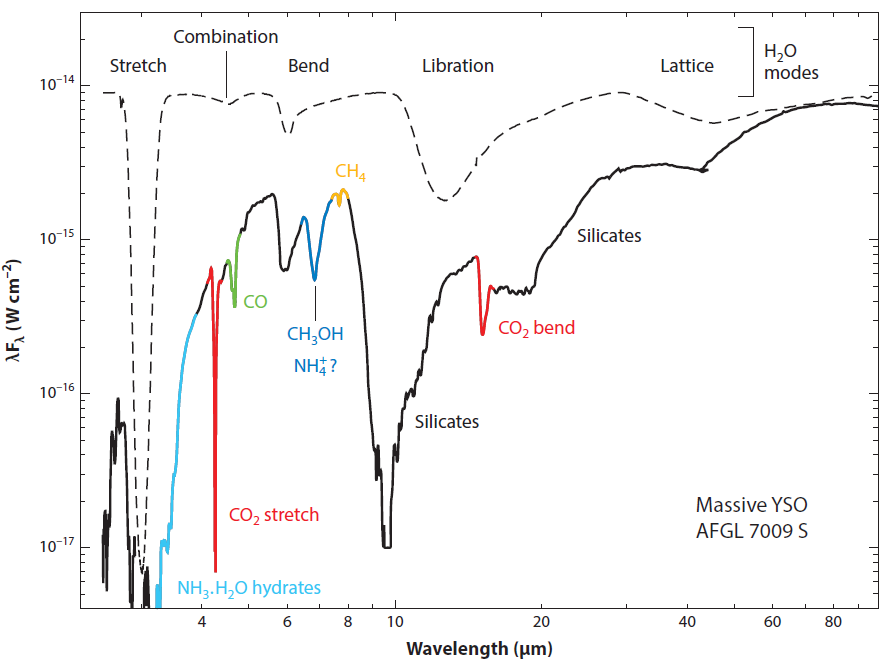 Combination
Stretch
Bend
Libration
Lattice
H₂O
modes
10⁻¹⁴
10⁻¹⁵
10⁻¹⁶
10⁻¹⁷
λF_λ (W cm⁻²)
CH₄
CO
CH₃OH
NH₄⁺?
CO₂ bend
Silicates
Silicates
CO₂ stretch
NH₃.H₂O hydrates
Massive YSO
AFGL 7009 S
4 6 8 10 20 40 60 80
Wavelength (μm)